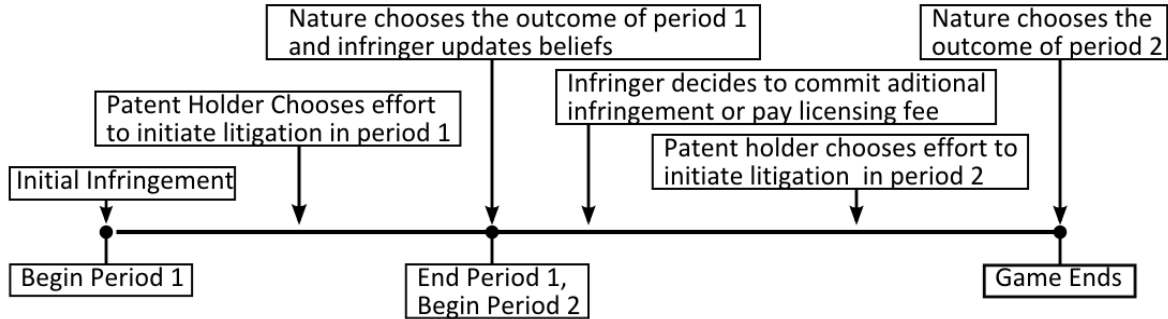 Nature chooses the outcome of period 1
and infringer updates beliefs
Nature chooses the
outcome of period 2
Patent Holder Chooses effort
to initiate litigation in period 1
Infringer decides to commit aditional
infringement or pay licensing fee
Patent holder chooses effort to
initiate litigation in period 2
Initial Infringement
Begin Period 1
End Period 1,
Begin Period 2
Game Ends